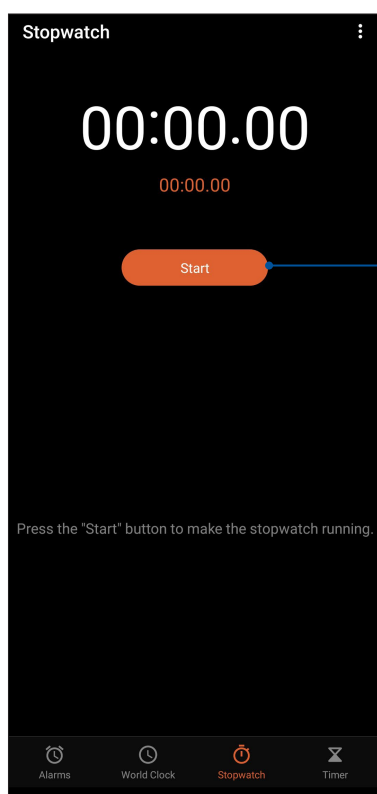 Stopwatch
00:00.00
00:00.00
Start
Press the "Start" button to make the stopwatch running.
Alarms World Clock Stopwatch Timer